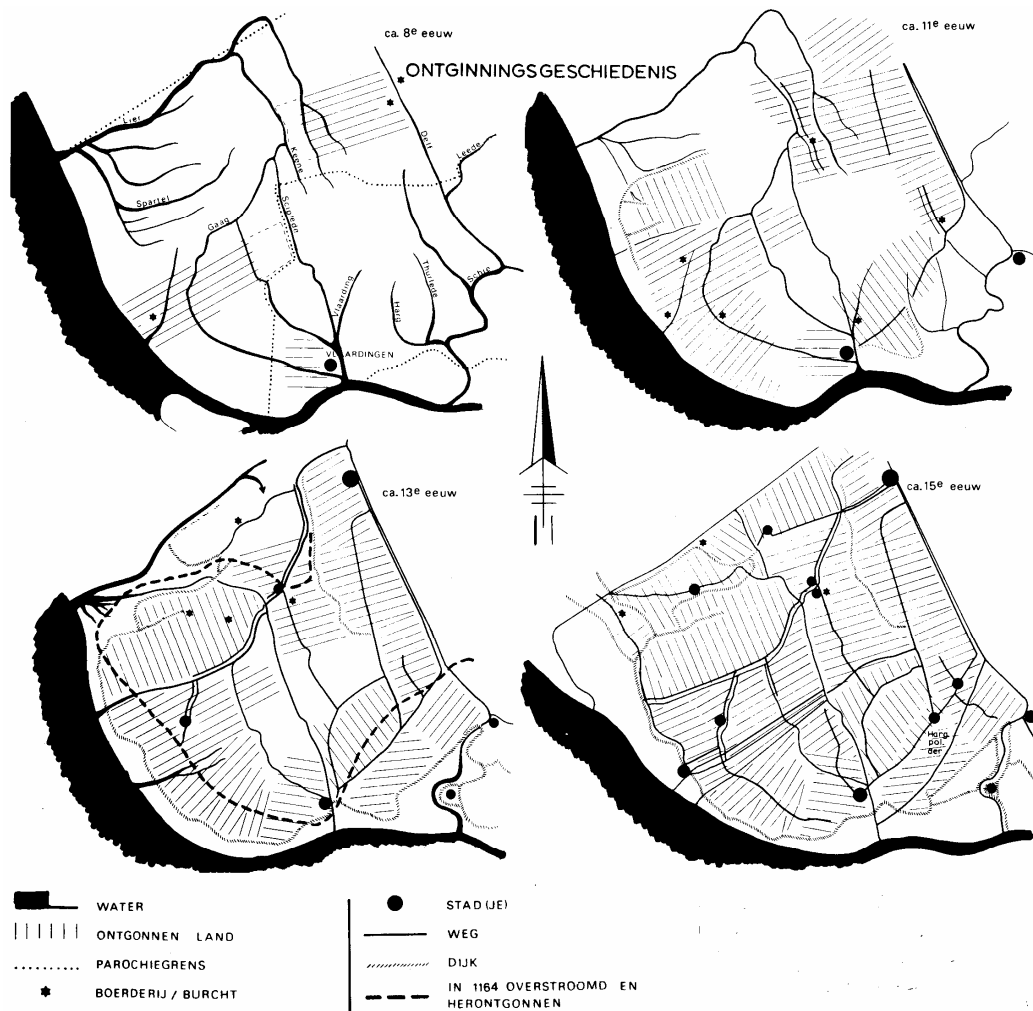 ca. 8e eeuw
ca. 11e eeuw
ONTGINNINGSGESCHIEDENIS
Lier
Kerne
Delf
Leede
Spartel
Gaag
Scipledn
Vlaarding
Thurlede
Harg
Schie
VLAARDINGEN
ca. 13e eeuw
ca. 15e eeuw
Harg
pol-
der
WATER
ONTGONNEN LAND
PAROCHIEGRENS
BOERDERIJ / BURCHT
STAD(JE)
WEG
DIJK
IN 1164 OVERSTROOMD EN
HERONTGONNEN